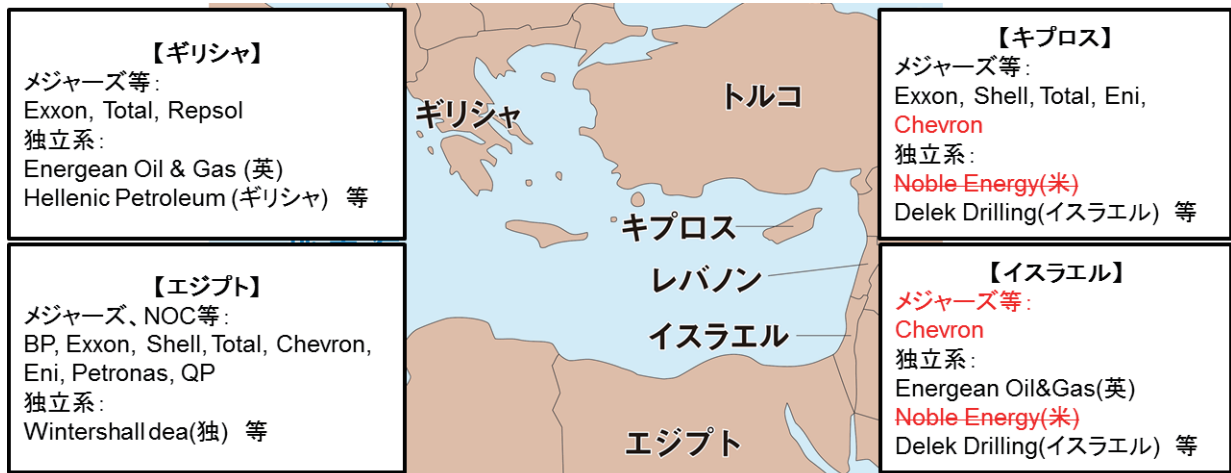 【ギリシャ】
メジャーズ等：
Exxon, Total, Repsol
独立系：
Energean Oil & Gas (英)
Hellenic Petroleum (ギリシャ)　等
【エジプト】
メジャーズ、NOC等：
BP, Exxon, Shell, Total, Chevron,
Eni, Petronas, QP
独立系：
Wintershall dea(独)　等
ギリシャ
トルコ
キプロス
レバノン
イスラエル
エジプト
【キプロス】
メジャーズ等：
Exxon, Shell, Total, Eni,
Chevron
独立系：
Noble Energy(米)
Delek Drilling(イスラエル)　等
【イスラエル】
メジャーズ等：
Chevron
独立系：
Energean Oil&Gas(英)
Noble Energy(米)
Delek Drilling(イスラエル)　等